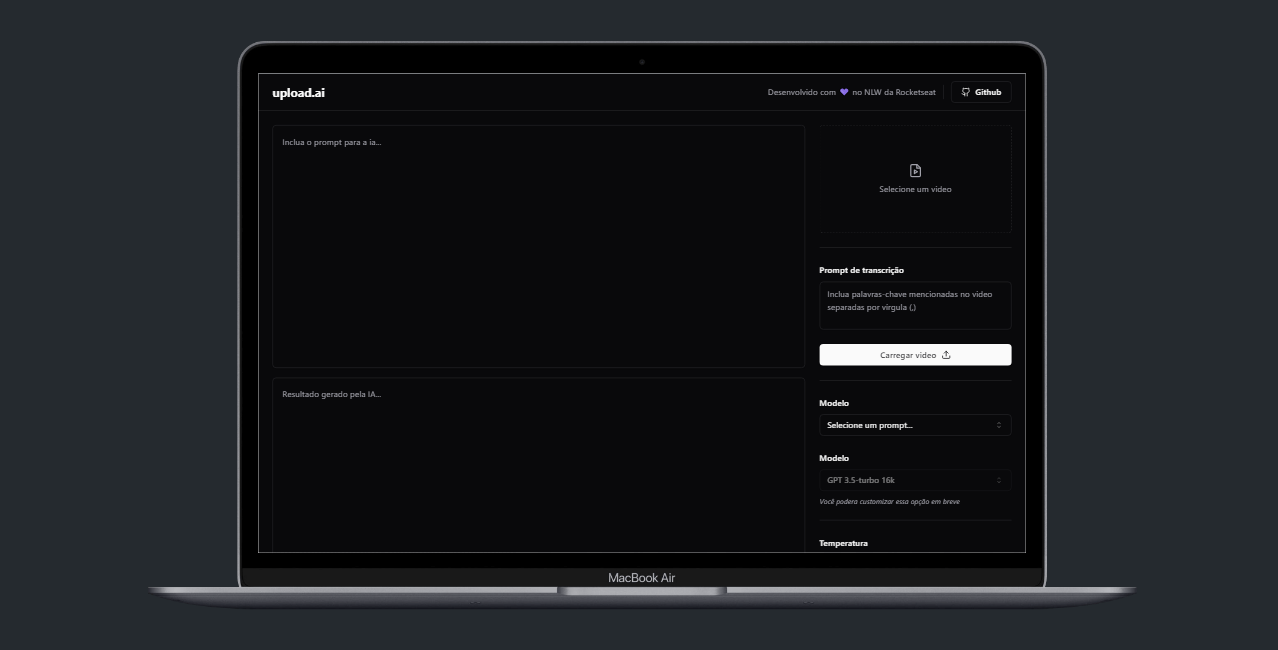 upload.ai
Desenvolvido com 💜 no NLW da Rocketseat
Github
Inclua o prompt para a ia...
Selecione um video
Prompt de transcrição
Inclua palavras-chave mencionadas no video
separadas por vírgula (,)
Carregar video
Resultado gerado pela IA...
Modelo
Selecione um prompt...
Modelo
GPT 3.5-turbo 16k
Você podera customizar essa opção em breve
Temperatura
MacBook Air